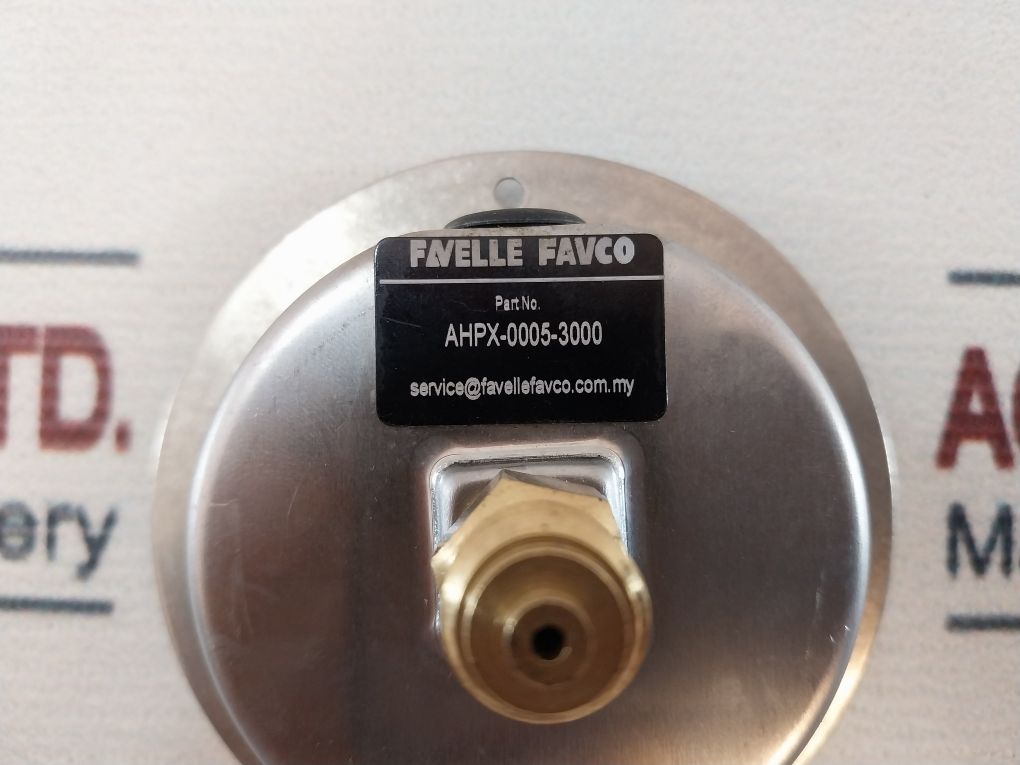 FAVELLE FAVCO
Part No.
AHPX-0005-3000
service@favellefavco.com.my
TD.
ery